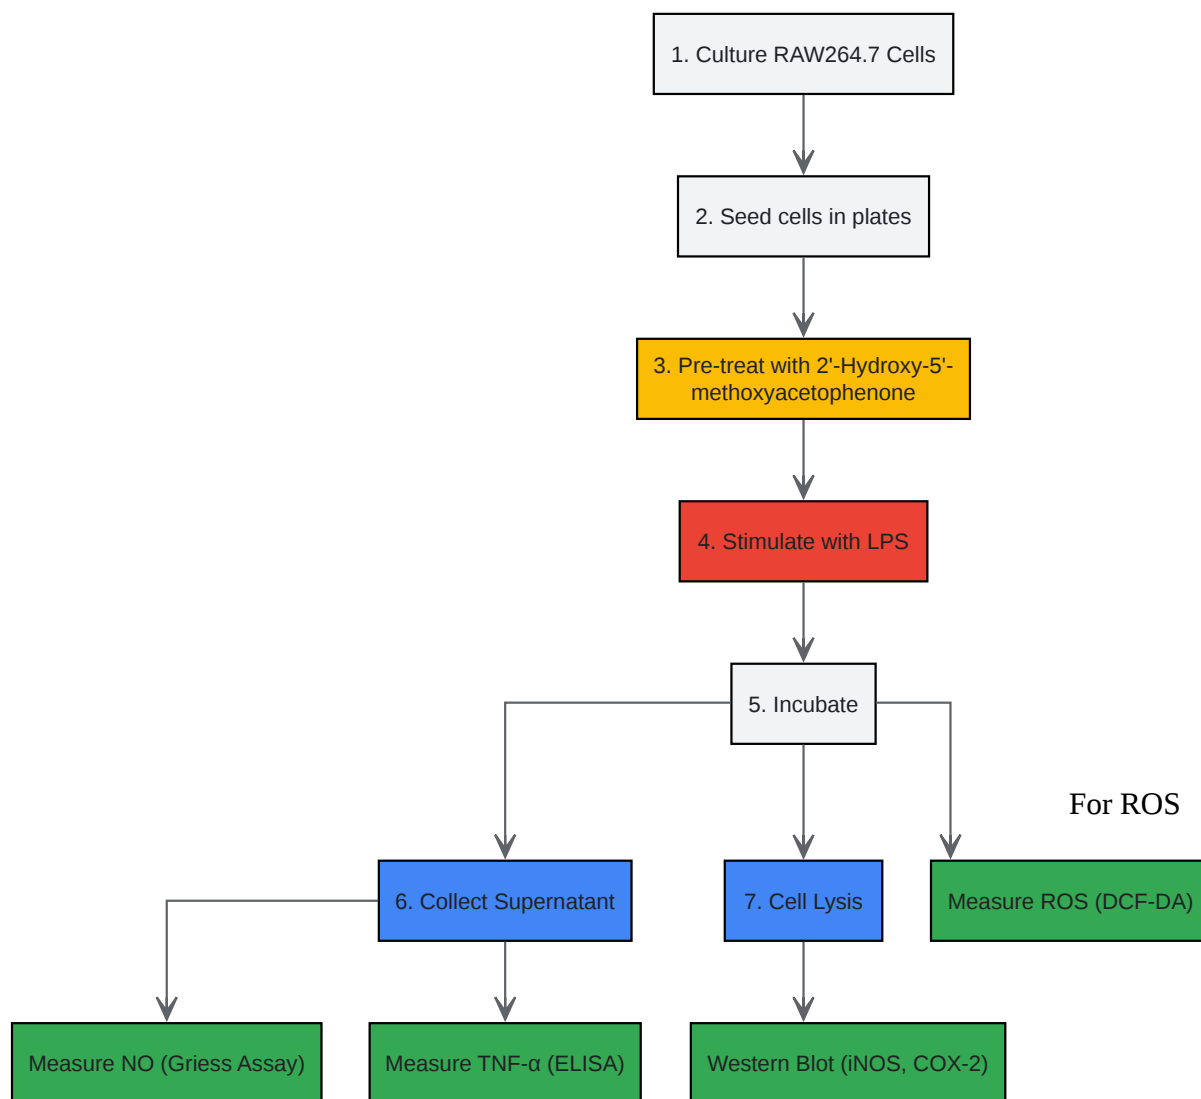 1. Culture RAW264.7 Cells
2. Seed cells in plates
3. Pre-treat with 2'-Hydroxy-5'-
methoxyacetophenone
4. Stimulate with LPS
5. Incubate
For ROS
6. Collect Supernatant
7. Cell Lysis
Measure ROS (DCF-DA)
Measure NO (Griess Assay)
Measure TNF-α (ELISA)
Western Blot (iNOS, COX-2)